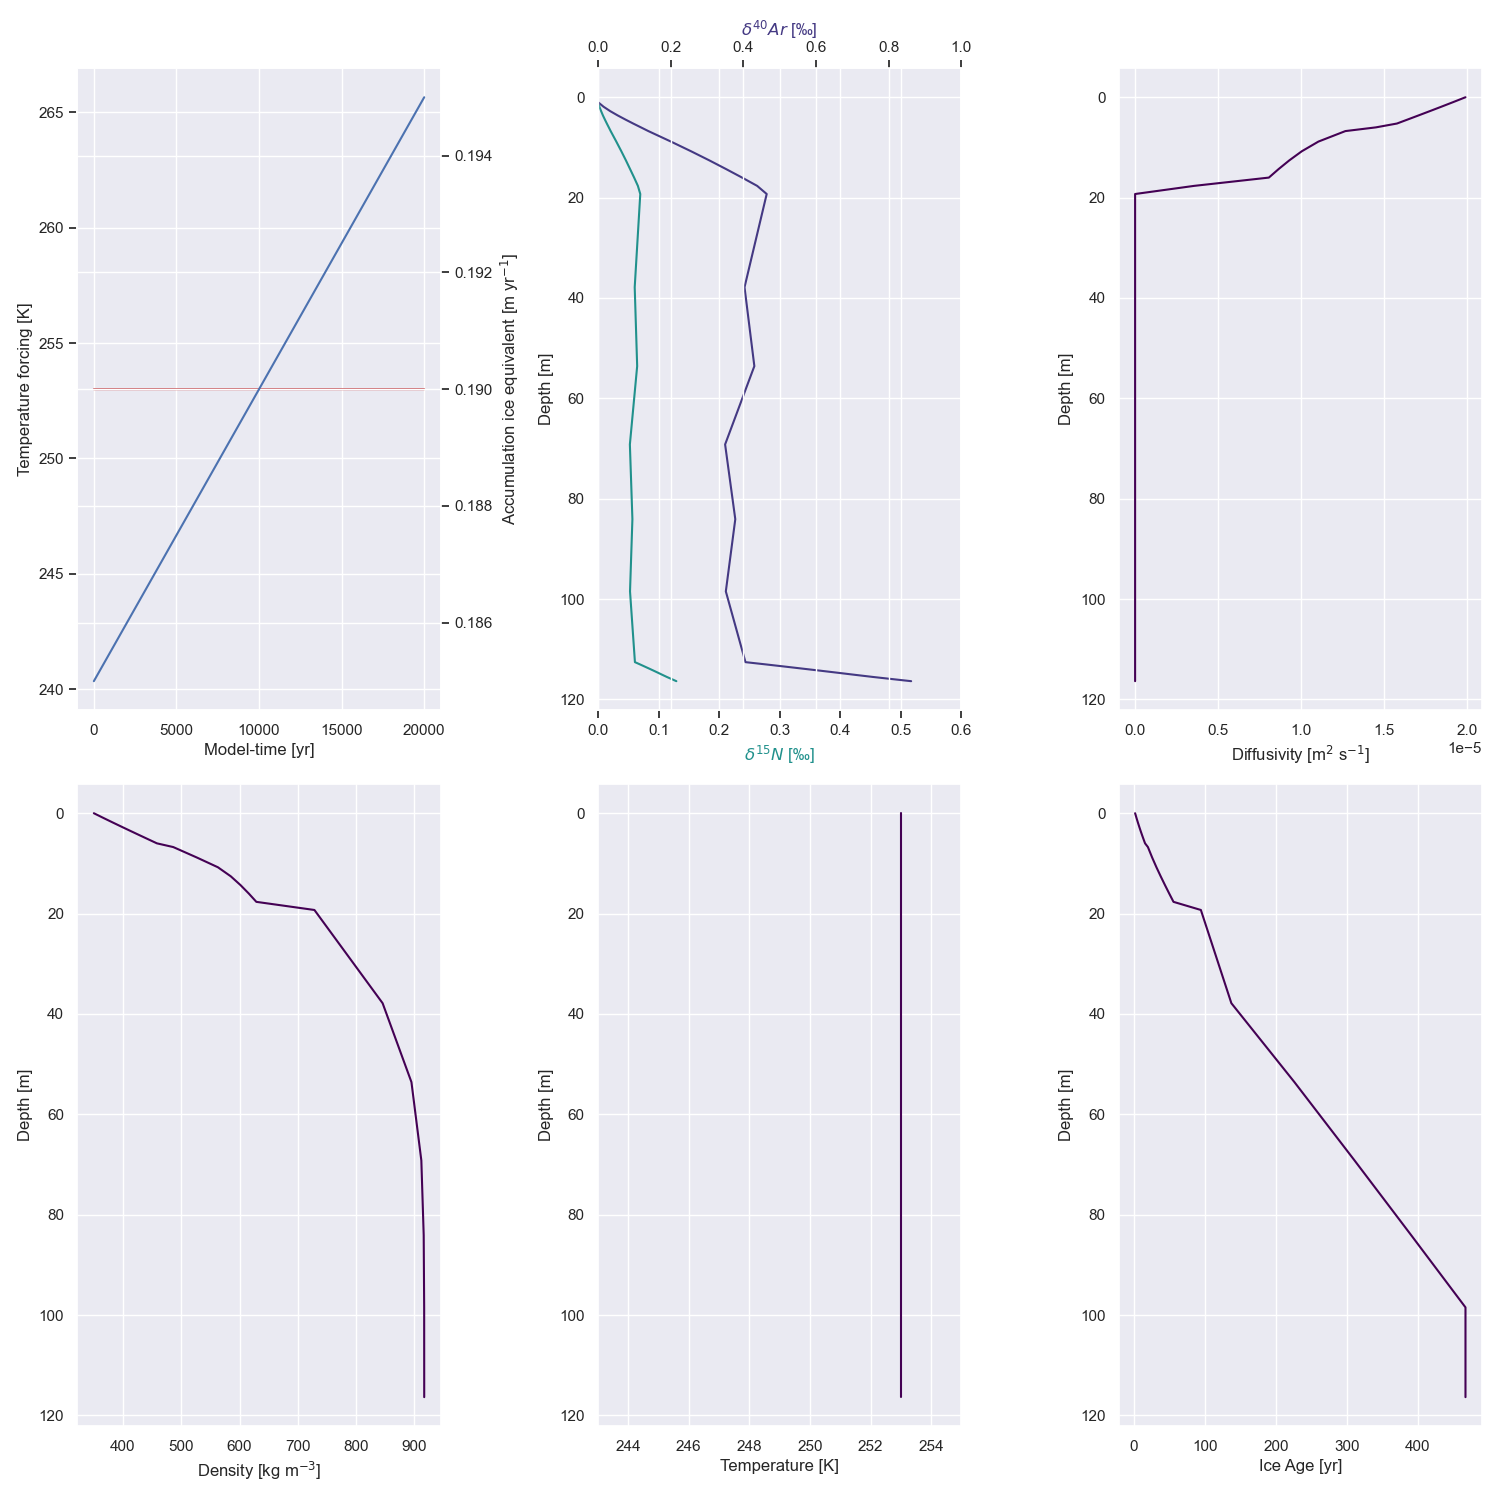 265
260
255
250
245
240
Temperature forcing [K]
0 5000 10000 15000 20000
Model-time [yr]
0.194
0.192
0.190
0.188
0.186
Accumulation ice equivalent [m yr⁻¹]
δ⁴⁰Ar [‰]
0.0 0.2 0.4 0.6 0.8 1.0
0
20
40
60
80
100
120
Depth [m]
0.0 0.1 0.2 0.3 0.4 0.5 0.6
δ¹⁵N [‰]
0
20
40
60
80
100
120
Depth [m]
0.0 0.5 1.0 1.5 2.0
1e−5
Diffusivity [m² s⁻¹]
0
20
40
60
80
100
120
Depth [m]
400 500 600 700 800 900
Density [kg m⁻³]
0
20
40
60
80
100
120
Depth [m]
244 246 248 250 252 254
Temperature [K]
0
20
40
60
80
100
120
Depth [m]
0 100 200 300 400
Ice Age [yr]